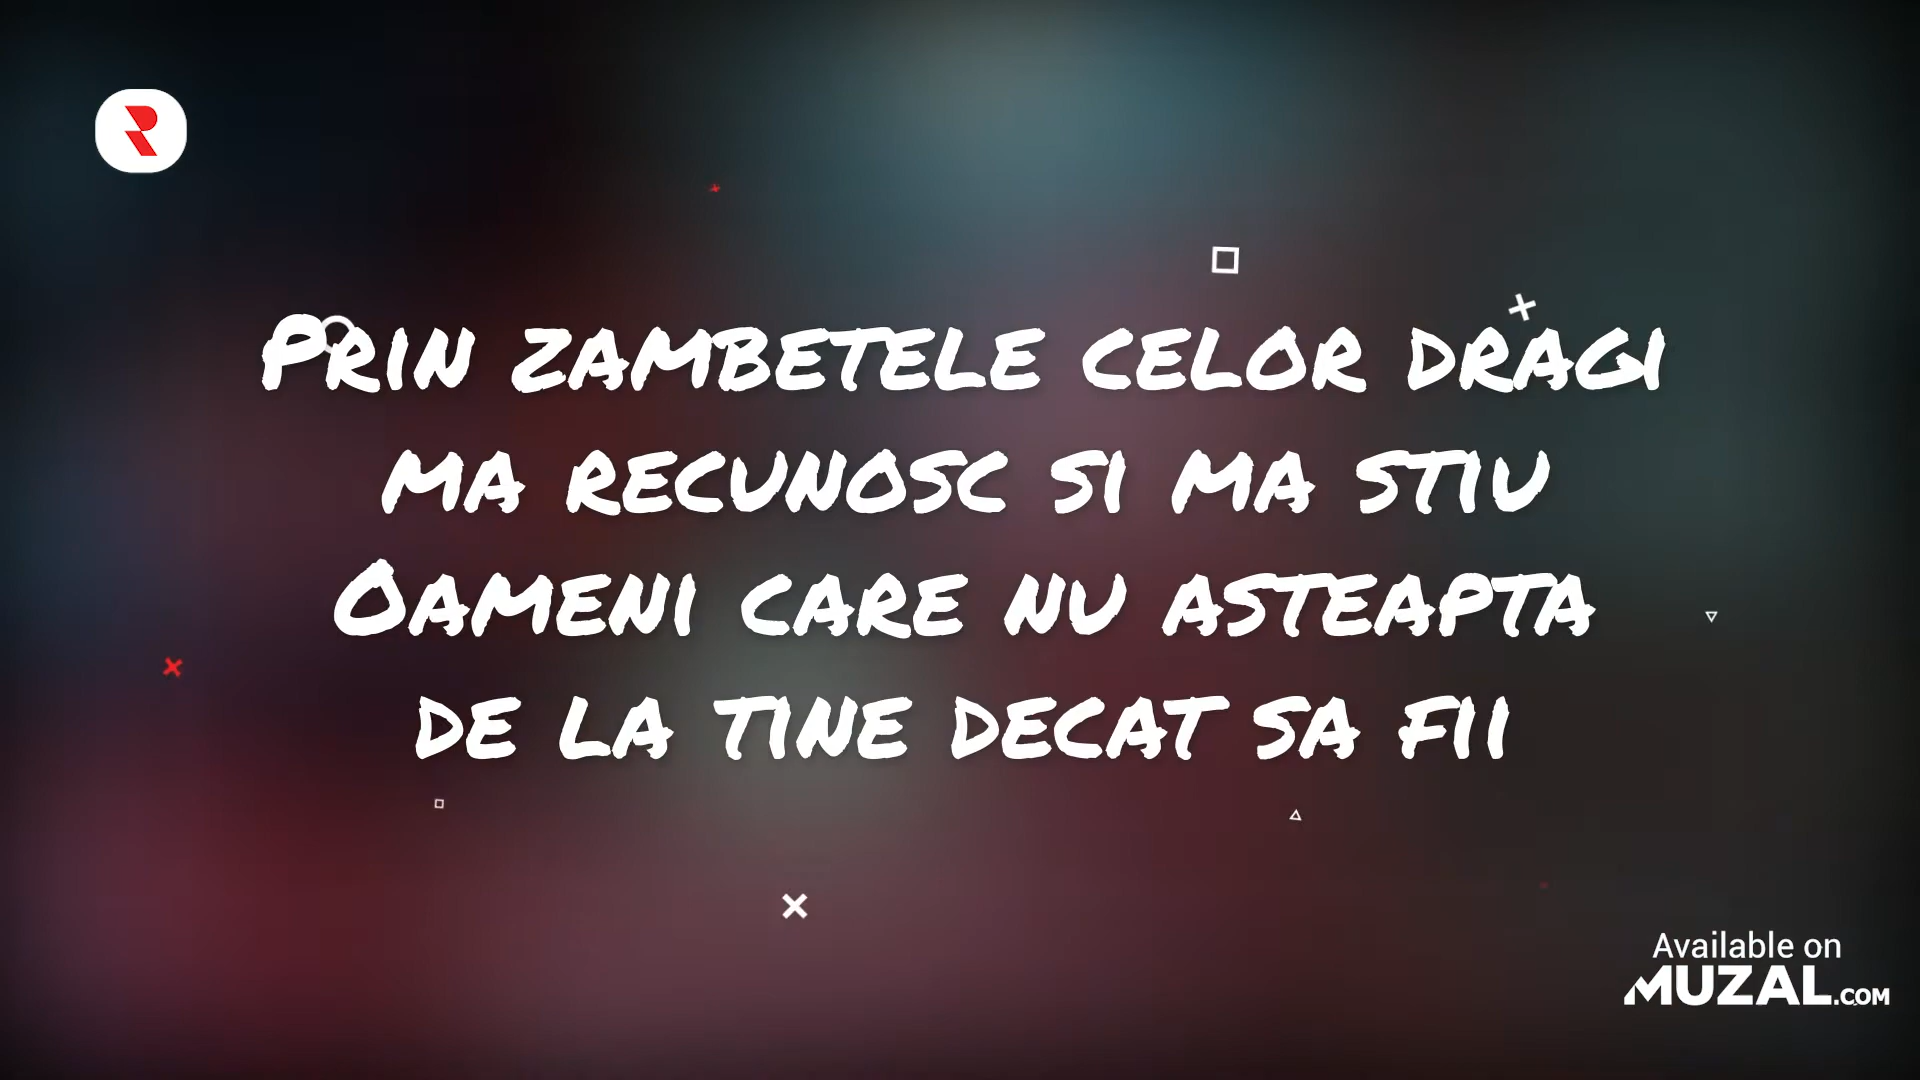 Prin zambetele celor dragi
ma recunosc si ma stiu
Oameni care nu asteapta
de la tine decat sa fii
Available on
MUZAL.COM